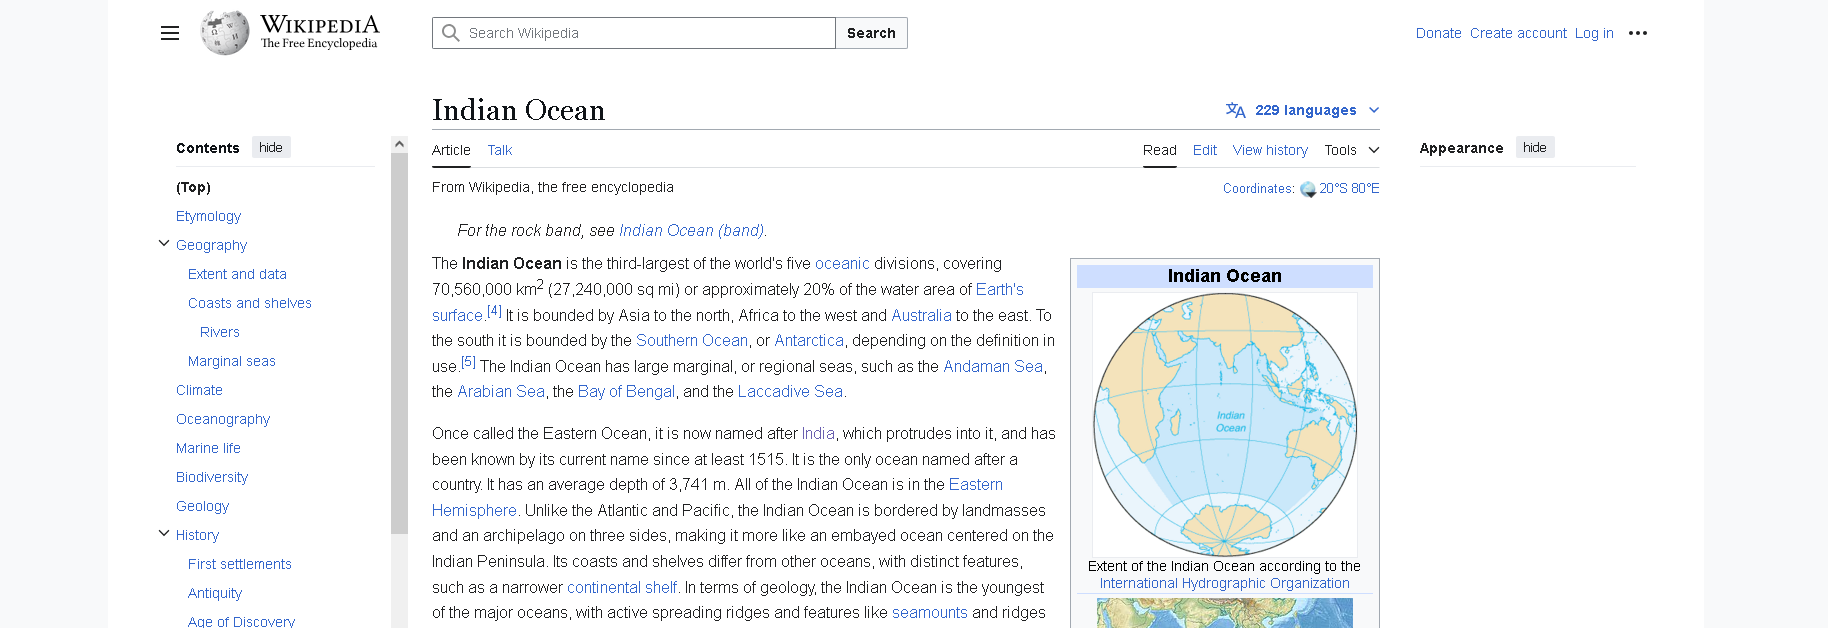 WIKIPEDIA
The Free Encyclopedia
Search Wikipedia
Search
Donate Create account Log in
Indian Ocean
229 languages
Contents hide
Article Talk
Read Edit View history Tools
Appearance hide
(Top)
Etymology
Geography
Extent and data
Coasts and shelves
Rivers
Marginal seas
Climate
Oceanography
Marine life
Biodiversity
Geology
History
First settlements
Antiquity
Age of Discovery
From Wikipedia, the free encyclopedia
Coordinates: 20°S 80°E
For the rock band, see Indian Ocean (band).
The Indian Ocean is the third-largest of the world's five oceanic divisions, covering
70,560,000 km2 (27,240,000 sq mi) or approximately 20% of the water area of Earth's
surface.[4] It is bounded by Asia to the north, Africa to the west and Australia to the east. To
the south it is bounded by the Southern Ocean, or Antarctica, depending on the definition in
use.[5] The Indian Ocean has large marginal, or regional seas, such as the Andaman Sea,
the Arabian Sea, the Bay of Bengal, and the Laccadive Sea.
Once called the Eastern Ocean, it is now named after India, which protrudes into it, and has
been known by its current name since at least 1515. It is the only ocean named after a
country. It has an average depth of 3,741 m. All of the Indian Ocean is in the Eastern
Hemisphere. Unlike the Atlantic and Pacific, the Indian Ocean is bordered by landmasses
and an archipelago on three sides, making it more like an embayed ocean centered on the
Indian Peninsula. Its coasts and shelves differ from other oceans, with distinct features,
such as a narrower continental shelf. In terms of geology, the Indian Ocean is the youngest
of the major oceans, with active spreading ridges and features like seamounts and ridges
Indian Ocean
Indian
Ocean
Extent of the Indian Ocean according to the
International Hydrographic Organization